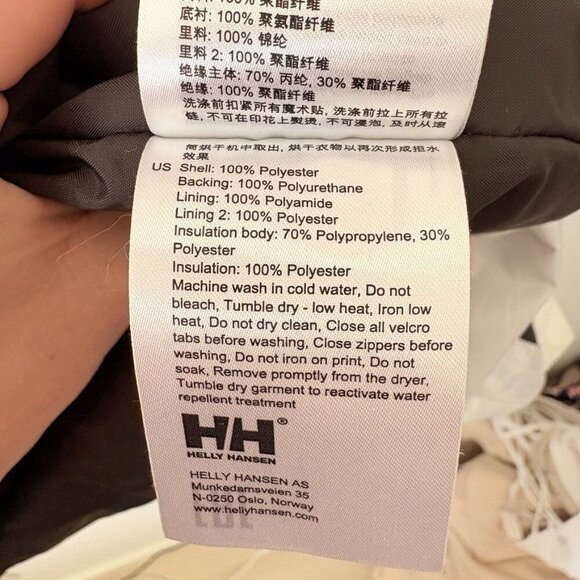 底衬: 100% 聚氨酯纤维
里料: 100% 锦纶
里料 2: 100% 聚酯纤维
绝缘主体: 70% 丙纶, 30% 聚酯纤维
绝缘: 100% 聚酯纤维
洗涤前扣紧所有魔术贴, 洗涤前拉上所有拉
链, 不可在印花上熨烫, 不可浸泡, 及时从滚
筒烘干机中取出, 烘干衣物以再次形成拒水
效果
US Shell: 100% Polyester
Backing: 100% Polyurethane
Lining: 100% Polyamide
Lining 2: 100% Polyester
Insulation body: 70% Polypropylene, 30%
Polyester
Insulation: 100% Polyester
Machine wash in cold water, Do not
bleach, Tumble dry - low heat, Iron low
heat, Do not dry clean, Close all velcro
tabs before washing, Close zippers before
washing, Do not iron on print, Do not
soak, Remove promptly from the dryer,
Tumble dry garment to reactivate water
repellent treatment
HH®
HELLY HANSEN
HELLY HANSEN AS
Munkedamsveien 35
N-0250 Oslo, Norway
www.hellyhansen.com